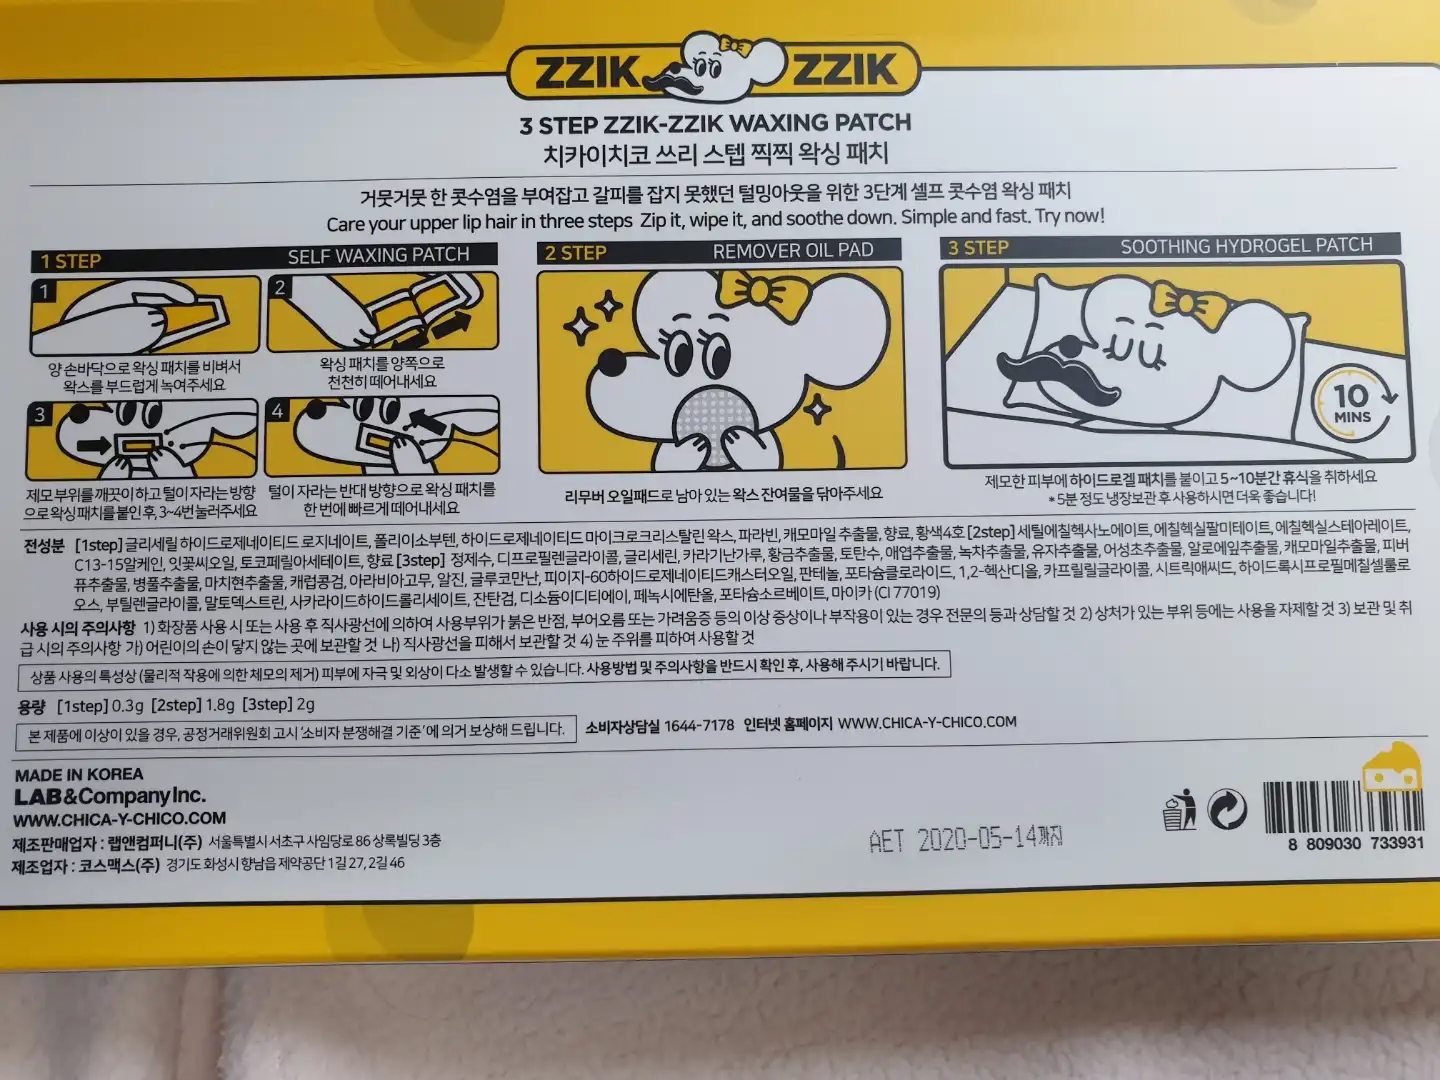 ZZIK ZZIK
3 STEP ZZIK-ZZIK WAXING PATCH
치카이치코 쓰리 스텝 찍찍 왁싱 패치
거뭇거뭇 한 콧수염을 부여잡고 갈피를 잡지 못했던 털밍아웃을 위한 3단계 셀프 콧수염 왁싱 패치
Care your upper lip hair in three steps Zip it, wipe it, and soothe down. Simple and fast. Try now!
1 STEP SELF WAXING PATCH
1
양 손바닥으로 왁싱 패치를 비벼서
왁스를 부드럽게 녹여주세요
2
왁싱 패치를 양쪽으로
천천히 떼어내세요
3
제모 부위를 깨끗이 하고 털이 자라는 방향
으로 왁싱 패치를 붙인 후, 3~4번 눌러주세요
4
털이 자라는 반대 방향으로 왁싱 패치를
한 번에 빠르게 떼어내세요
2 STEP REMOVER OIL PAD
리무버 오일패드로 남아 있는 왁스 잔여물을 닦아주세요
3 STEP SOOTHING HYDROGEL PATCH
10
MINS
제모한 피부에 하이드로겔 패치를 붙이고 5~10분간 휴식을 취하세요
*5분 정도 냉장보관 후 사용하시면 더욱 좋습니다!
전성분 [1step] 글리세릴 하이드로제네이티드 로지네이트, 폴리이소부텐, 하이드로제네이티드 마이크로크리스탈린 왁스, 파라빈, 캐모마일 추출물, 향료, 황색4호 [2step] 세틸에칠헥사노에이트, 에칠헥실팔미테이트, 에칠헥실스테아레이트,
C13-15알케인, 잇꽃씨오일, 토코페릴아세테이트, 향료 [3step] 정제수, 디프로필렌글라이콜, 글리세린, 카라기난가루, 황금추출물, 토탄수, 애엽추출물, 녹차추출물, 유자추출물, 어성초추출물, 알로에잎추출물, 캐모마일추출물, 피버
퓨추출물, 병풀추출물, 마치현추출물, 캐럽콩검, 아라비아고무, 알진, 글루코만난, 피이지-60하이드로제네이티드캐스터오일, 판테놀, 포타슘클로라이드, 1,2-헥산디올, 카프릴릴글라이콜, 시트릭애씨드, 하이드록시프로필메칠셀룰로
오스, 부틸렌글라이콜, 말토덱스트린, 사카라이드하이드롤리세이트, 잔탄검, 디소듐이디티에이, 페녹시에탄올, 포타슘소르베이트, 마이카 (CI 77019)
사용 시의 주의사항 1) 화장품 사용 시 또는 사용 후 직사광선에 의하여 사용부위가 붉은 반점, 부어오름 또는 가려움증 등의 이상 증상이나 부작용이 있는 경우 전문의 등과 상담할 것 2) 상처가 있는 부위 등에는 사용을 자제할 것 3) 보관 및 취
급 시의 주의사항 가) 어린이의 손이 닿지 않는 곳에 보관할 것 나) 직사광선을 피해서 보관할 것 4) 눈 주위를 피하여 사용할 것
상품 사용의 특성상 (물리적 작용에 의한 체모의 제거) 피부에 자극 및 외상이 다소 발생할 수 있습니다. 사용방법 및 주의사항을 반드시 확인 후, 사용해 주시기 바랍니다.
용량 [1step] 0.3g [2step] 1.8g [3step] 2g
본 제품에 이상이 있을 경우, 공정거래위원회 고시 '소비자 분쟁해결 기준'에 의거 보상해 드립니다. 소비자상담실 1644-7178 인터넷 홈페이지 WWW.CHICA-Y-CHICO.COM
MADE IN KOREA
LAB&Company Inc.
WWW.CHICA-Y-CHICO.COM
제조판매업자 : 랩앤컴퍼니(주) 서울특별시 서초구 사임당로 86 상록빌딩 3층
제조업자 : 코스맥스(주) 경기도 화성시 향남읍 제약공단 1길 27, 2길 46
AET 2020-05-14까지
8 809030 733931